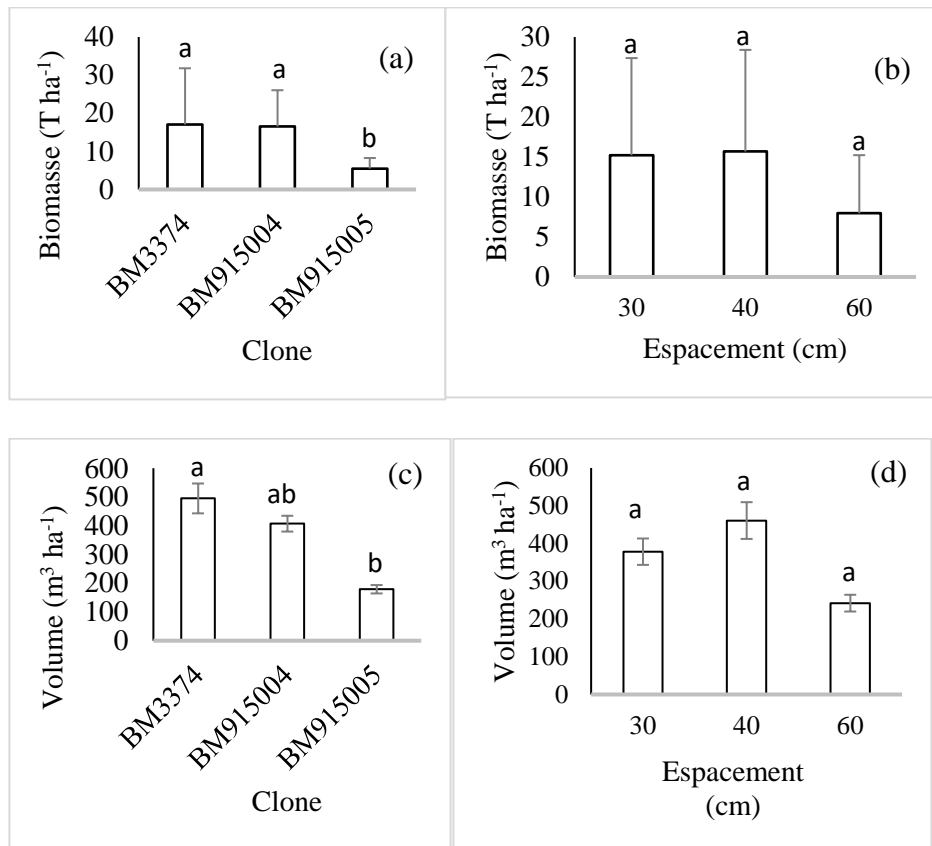 (a)
Biomasse (T ha⁻¹)
40
30
20
10
0
a
a
b
BM3374
BM915004
BM915005
Clone
(b)
Biomasse (T ha⁻¹)
30
25
20
15
10
5
0
a
a
a
30 40 60
Espacement (cm)
(c)
Volume (m³ ha⁻¹)
600
500
400
300
200
100
0
a
ab
b
BM3374
BM915004
BM915005
Clone
(d)
Volume (m³ ha⁻¹)
600
500
400
300
200
100
0
a
a
a
30 40 60
Espacement
(cm)